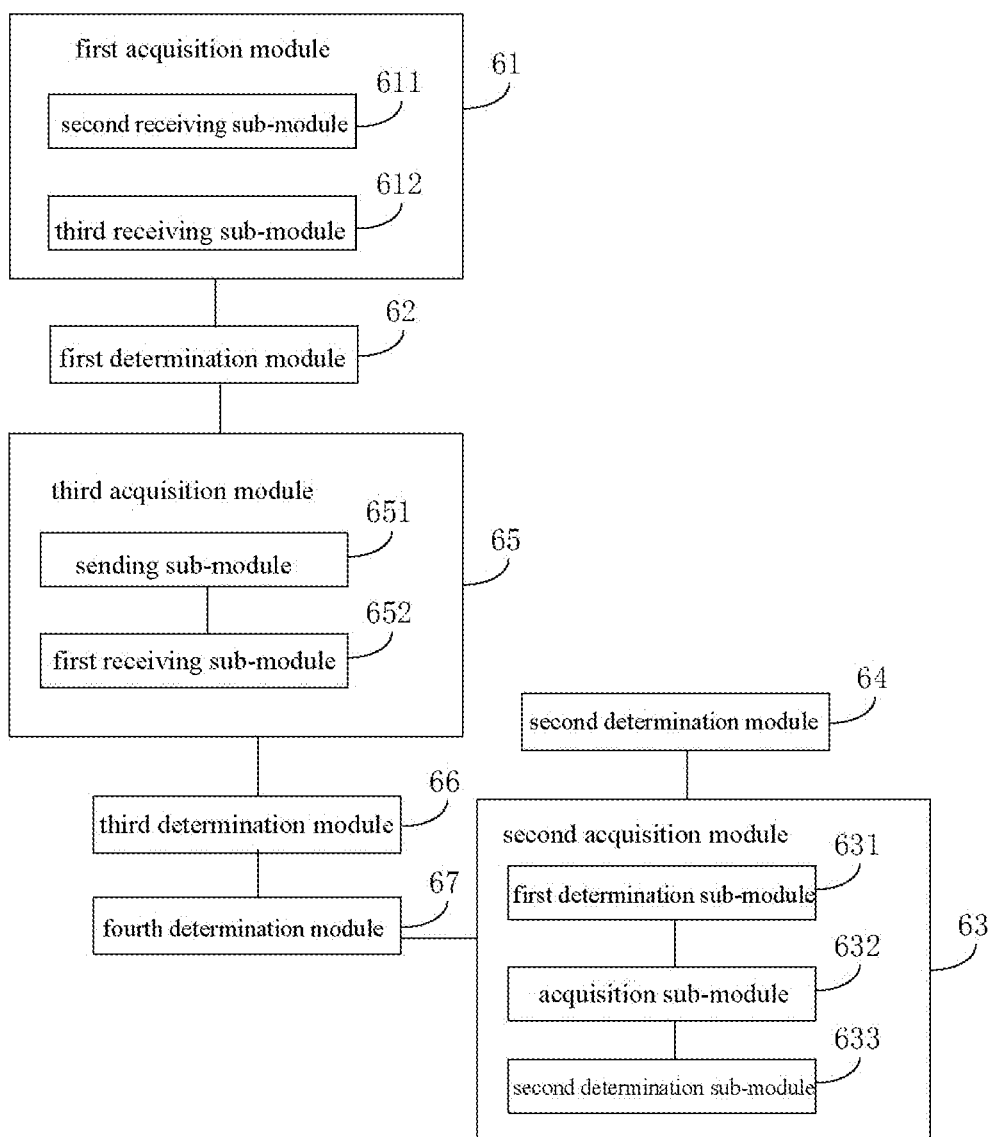 first acquisition module
61
611
second receiving sub-module
612
third receiving sub-module
62
first determination module
third acquisition module
65
651
sending sub-module
652
first receiving sub-module
64
second determination module
66
third determination module
67
fourth determination module
second acquisition module
63
631
first determination sub-module
632
acquisition sub-module
633
second determination sub-module